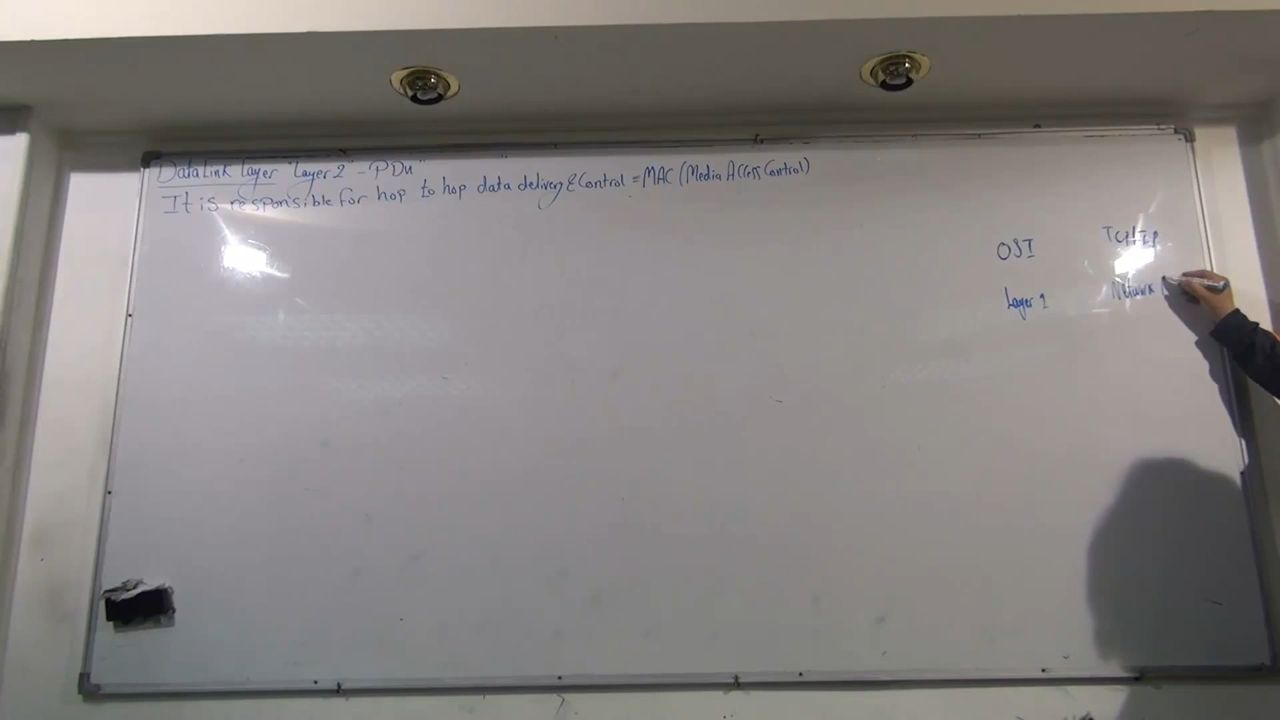 DataLink Layer "Layer 2" - "PDu"
It is responsible for hop to hop data delivery & Control = MAC (Media Access Control)
OSI TCP/IP
Layer 1 Network